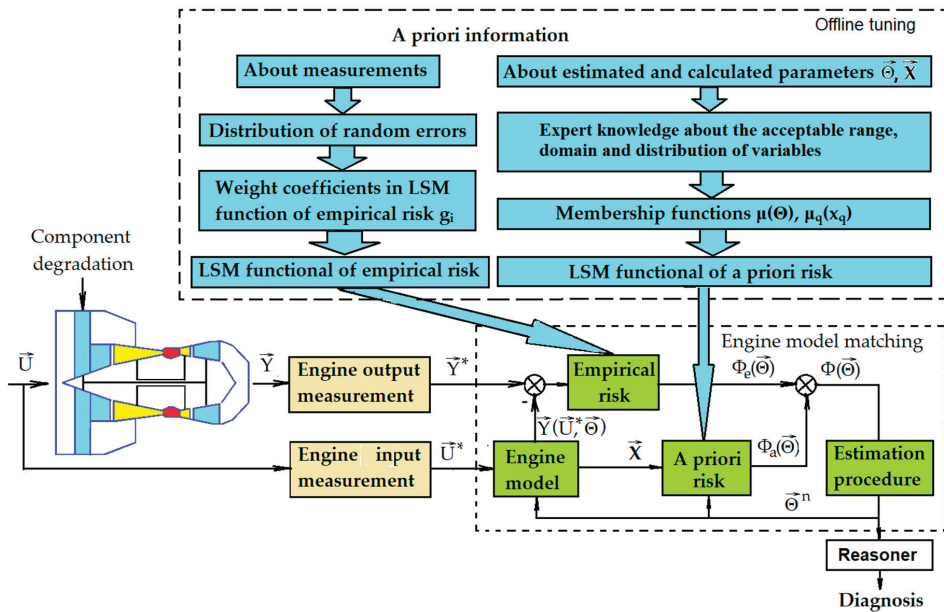 Offline tuning
A priori information
About measurements
About estimated and calculated parameters Θ⃗, X⃗
Distribution of random errors
Expert knowledge about the acceptable range,
domain and distribution of variables
Weight coefficients in LSM
function of empirical risk gᵢ
Membership functions μ(Θ), μ_q(x_q)
Component
degradation
LSM functional of empirical risk
LSM functional of a priori risk
Engine model matching
U⃗
Y⃗
Engine output
measurement
Y⃗*
-
Empirical
risk
Φₑ(Θ⃗)
Φ(Θ⃗)
Y⃗(U⃗,* Θ⃗)
Engine input
measurement
U⃗*
Engine
model
X⃗
A priori
risk
Φₐ(Θ⃗)
Estimation
procedure
Θ⃗ⁿ
Reasoner
Diagnosis